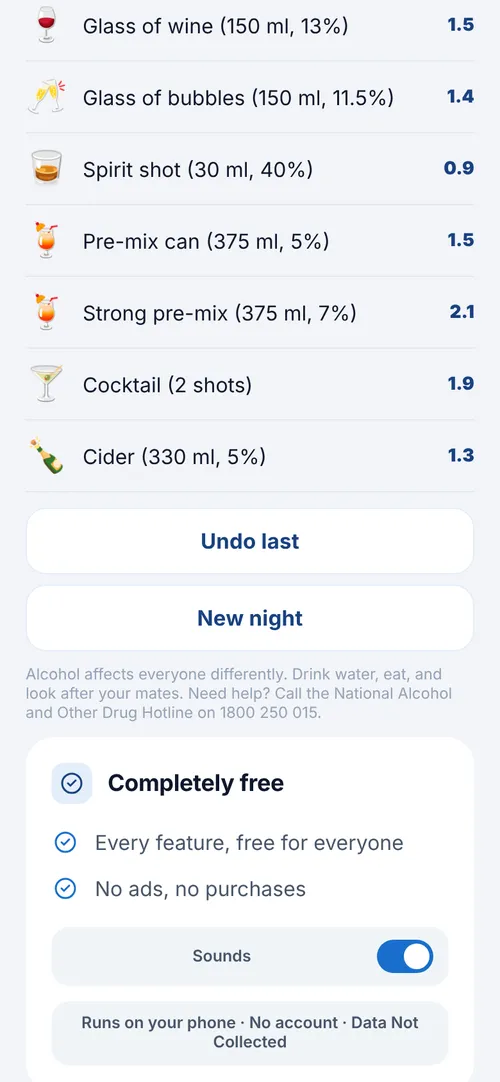 Glass of wine (150 ml, 13%) 1.5
Glass of bubbles (150 ml, 11.5%) 1.4
Spirit shot (30 ml, 40%) 0.9
Pre-mix can (375 ml, 5%) 1.5
Strong pre-mix (375 ml, 7%) 2.1
Cocktail (2 shots) 1.9
Cider (330 ml, 5%) 1.3
Undo last
New night
Alcohol affects everyone differently. Drink water, eat, and
look after your mates. Need help? Call the National Alcohol
and Other Drug Hotline on 1800 250 015.
Completely free
Every feature, free for everyone
No ads, no purchases
Sounds
Runs on your phone · No account · Data Not
Collected